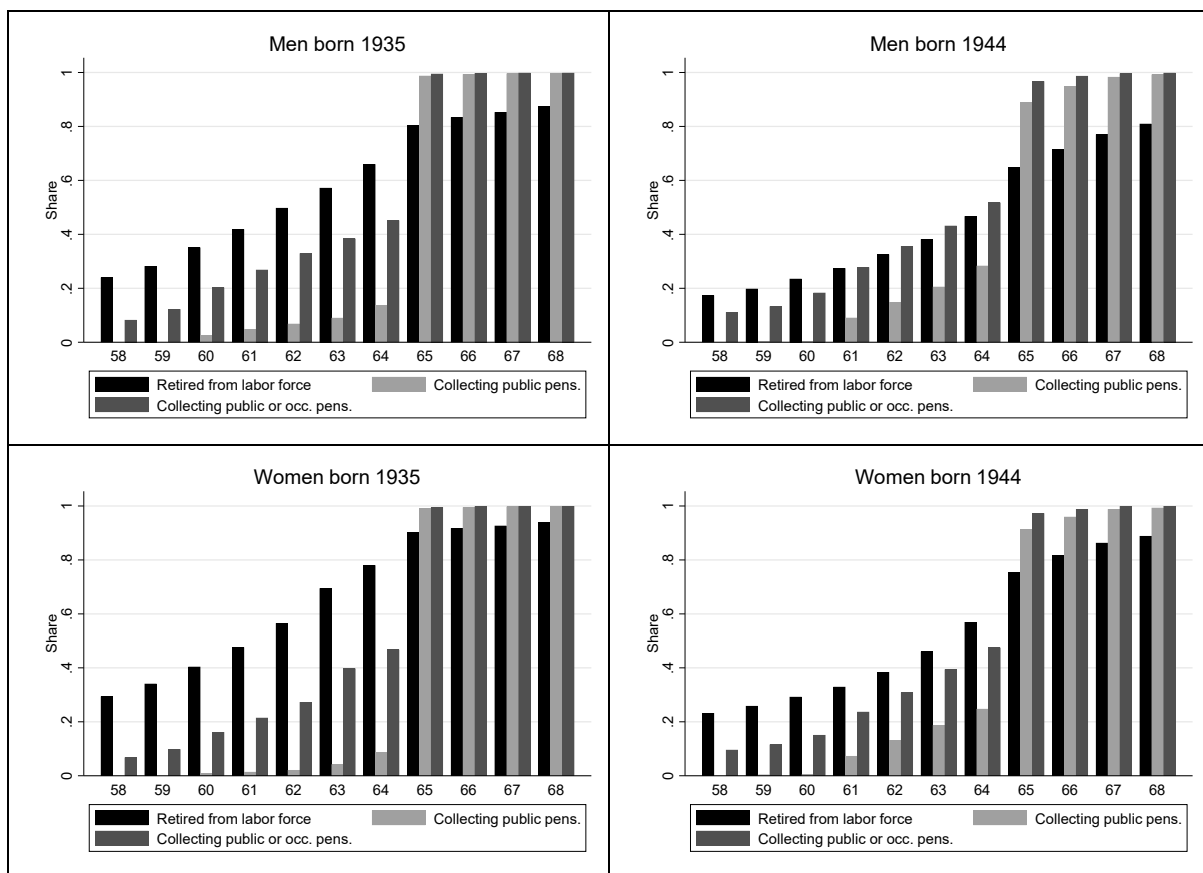 Men born 1935
Share
1
.8
.6
.4
.2
0
58 59 60 61 62 63 64 65 66 67 68
Retired from labor force Collecting public pens.
Collecting public or occ. pens.
Men born 1944
Share
1
.8
.6
.4
.2
0
58 59 60 61 62 63 64 65 66 67 68
Retired from labor force Collecting public pens.
Collecting public or occ. pens.
Women born 1935
Share
1
.8
.6
.4
.2
0
58 59 60 61 62 63 64 65 66 67 68
Retired from labor force Collecting public pens.
Collecting public or occ. pens.
Women born 1944
Share
1
.8
.6
.4
.2
0
58 59 60 61 62 63 64 65 66 67 68
Retired from labor force Collecting public pens.
Collecting public or occ. pens.